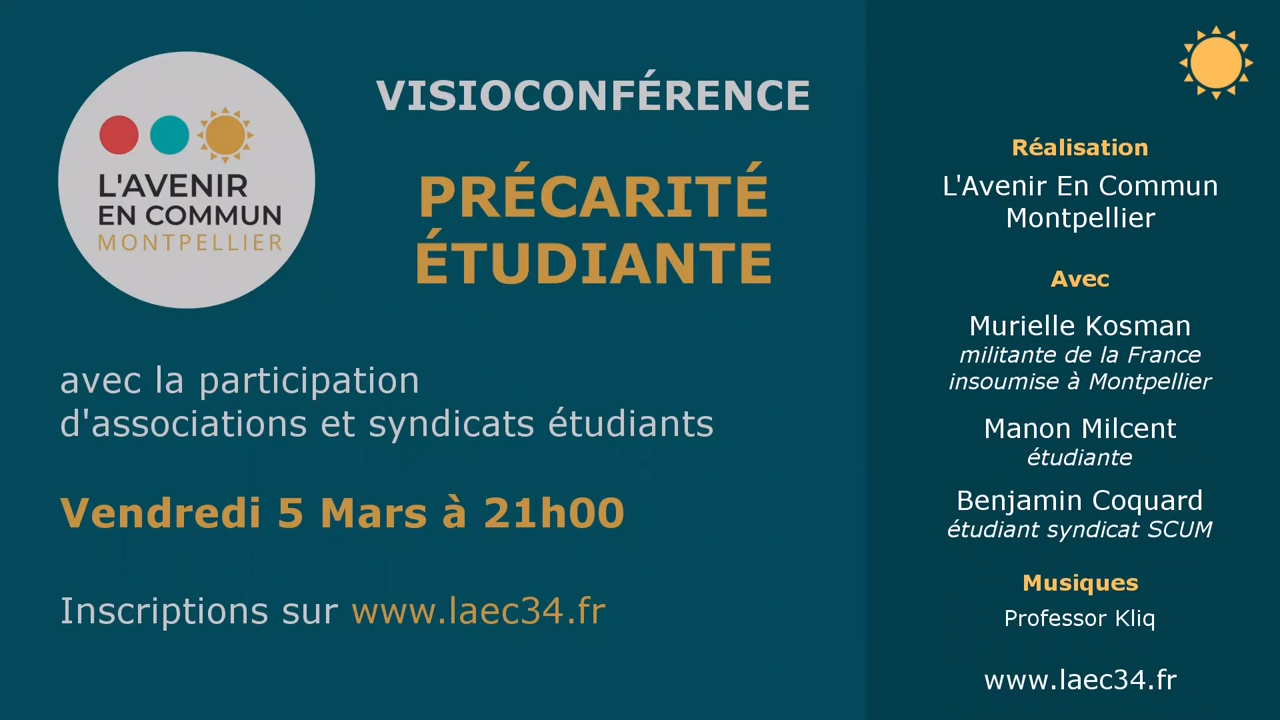 L'AVENIR
EN COMMUN
MONTPELLIER
VISIOCONFÉRENCE
PRÉCARITÉ
ÉTUDIANTE
avec la participation
d'associations et syndicats étudiants
Vendredi 5 Mars à 21h00
Inscriptions sur www.laec34.fr
Réalisation
L'Avenir En Commun
Montpellier
Avec
Murielle Kosman
militante de la France
insoumise à Montpellier
Manon Milcent
étudiante
Benjamin Coquard
étudiant syndicat SCUM
Musiques
Professor Kliq
www.laec34.fr